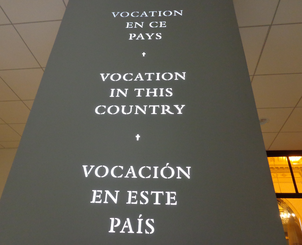 VOCATION
EN CE
PAYS
VOCATION
IN THIS
COUNTRY
VOCACIÓN
EN ESTE
PAÍS